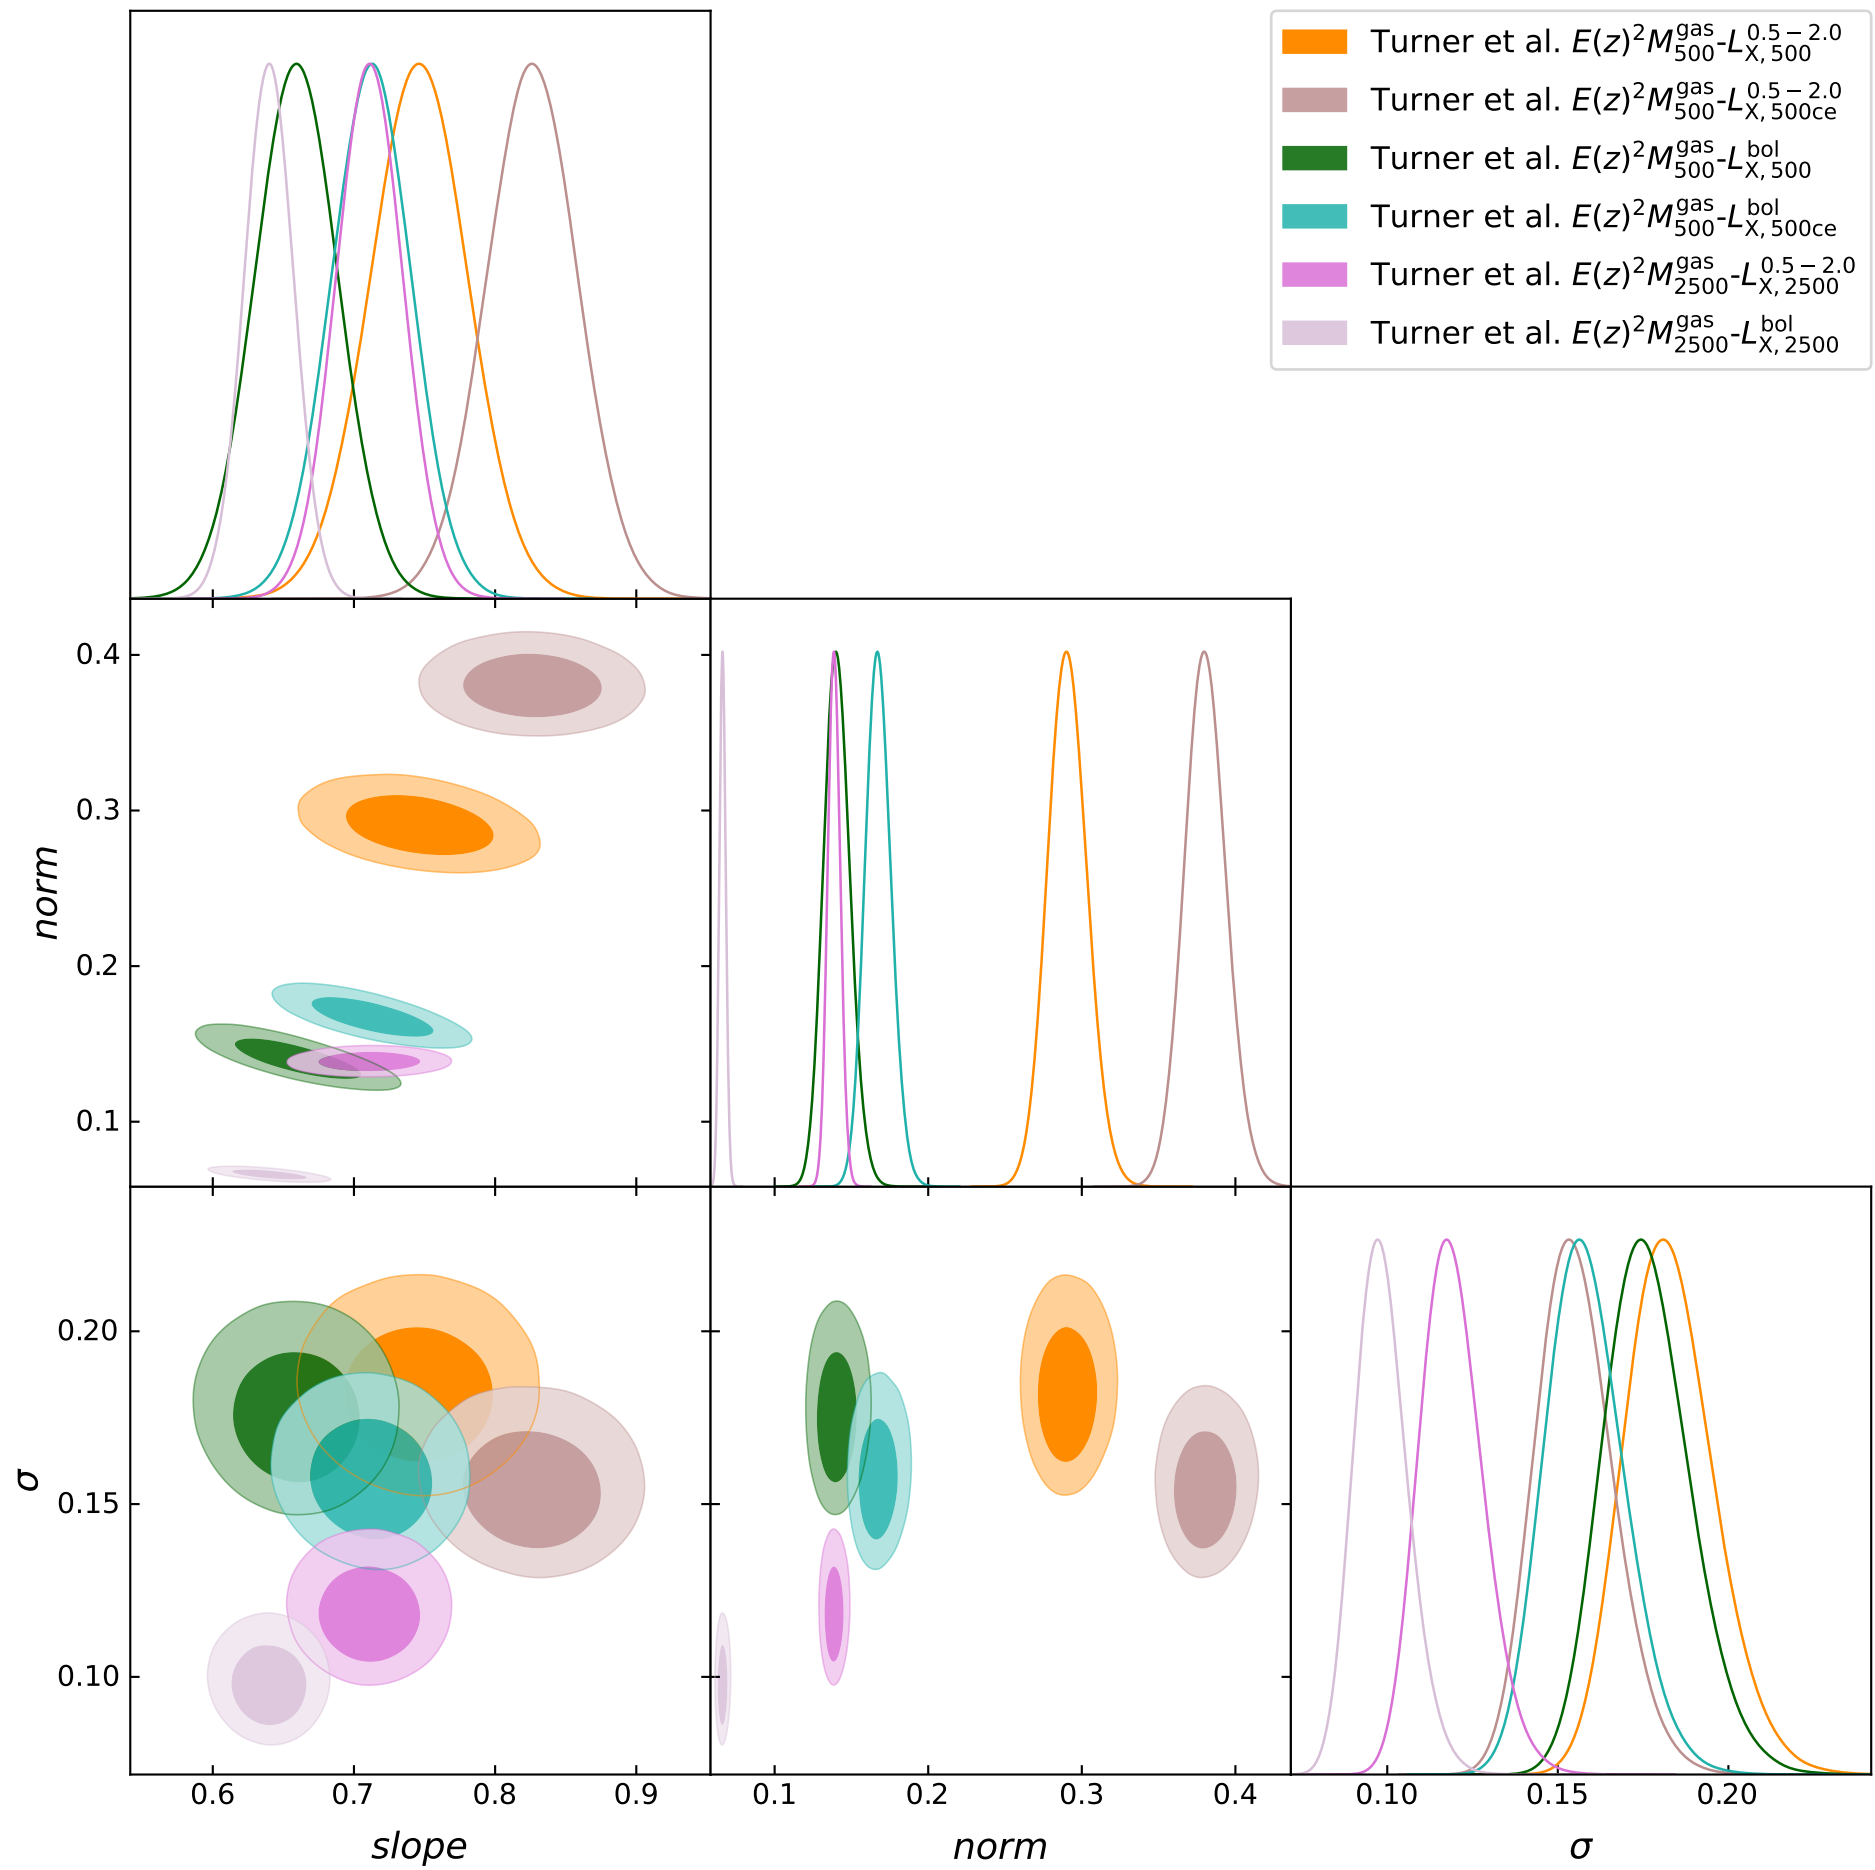 Turner et al. E(z)²M^gas_500-L^0.5−2.0_X,500
Turner et al. E(z)²M^gas_500-L^0.5−2.0_X,500ce
Turner et al. E(z)²M^gas_500-L^bol_X,500
Turner et al. E(z)²M^gas_500-L^bol_X,500ce
Turner et al. E(z)²M^gas_2500-L^0.5−2.0_X,2500
Turner et al. E(z)²M^gas_2500-L^bol_X,2500
0.4
0.3
0.2
0.1
norm
0.20
0.15
0.10
σ
0.6 0.7 0.8 0.9 0.1 0.2 0.3 0.4 0.10 0.15 0.20
slope norm σ